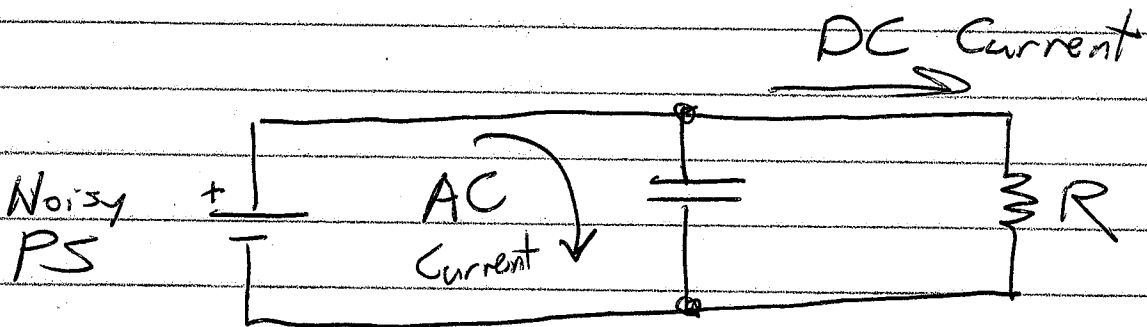 DC Current
Noisy
PS
+
-
AC
Current
R